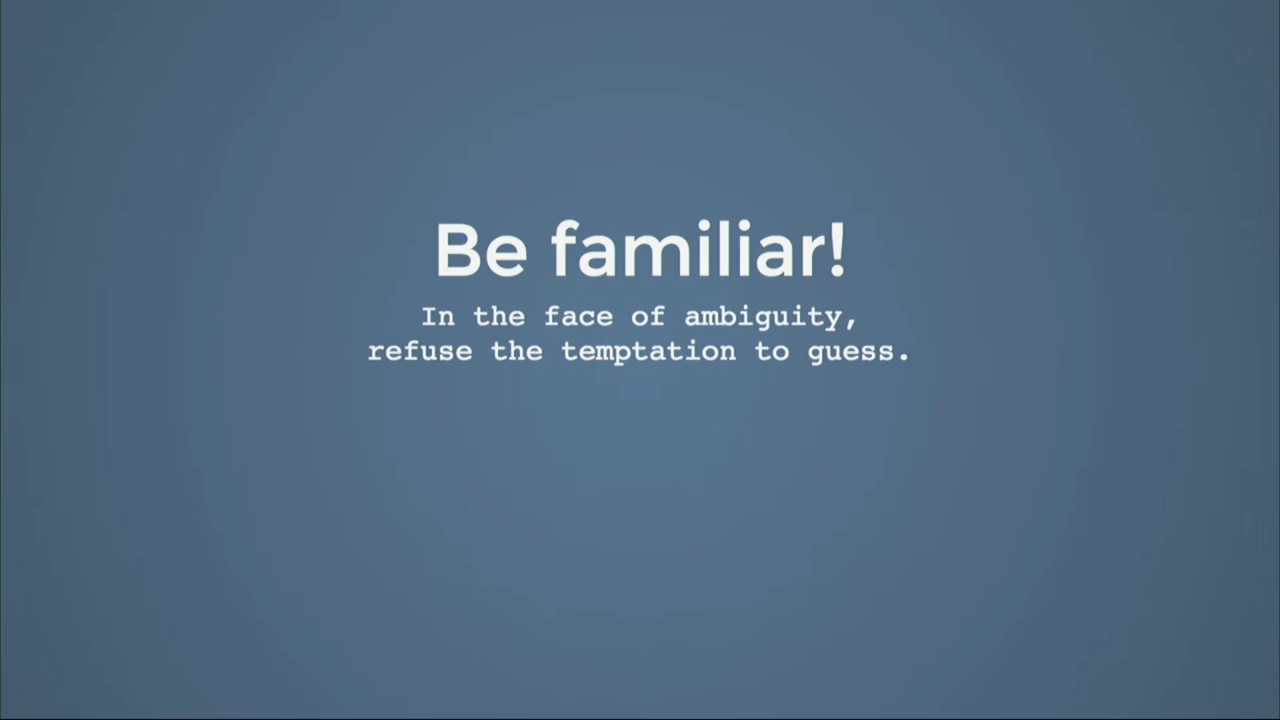 Be familiar!
In the face of ambiguity,
refuse the temptation to guess.